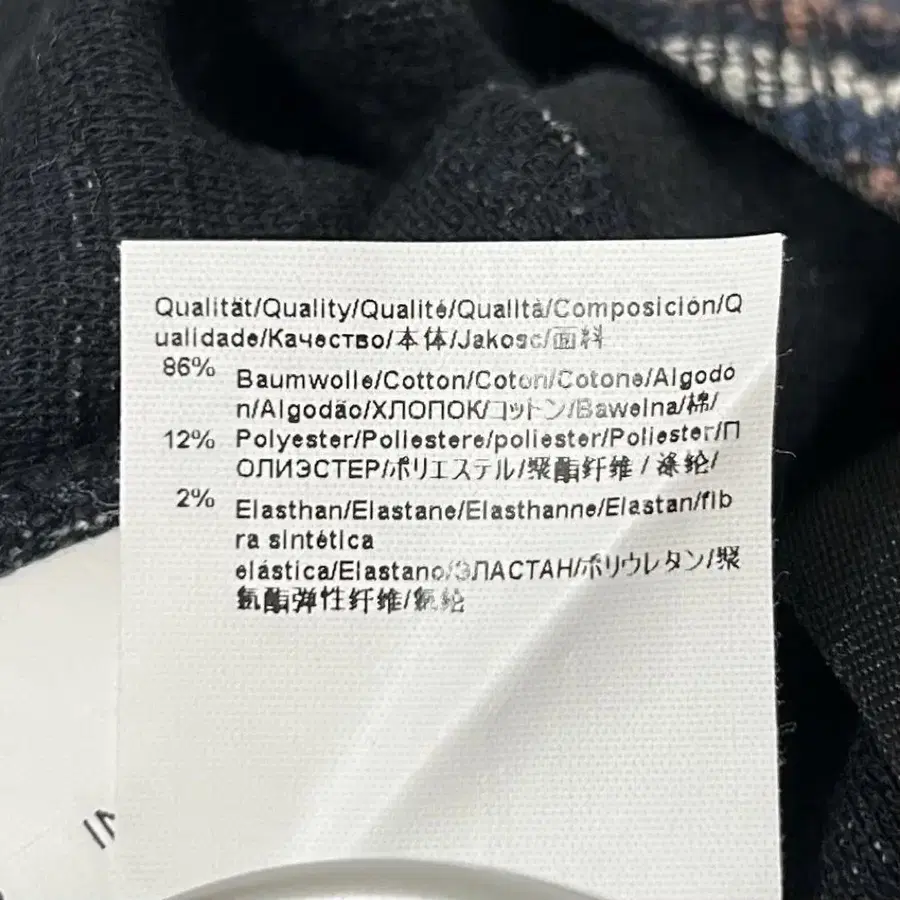 Qualität/Quality/Qualité/Qualità/Composición/Q
ualidade/Качество/本体/Jakosc/面料
86% Baumwolle/Cotton/Coton/Cotone/Algodó
n/Algodão/ХЛОПОК/コットン/Bawelna/棉/
12% Polyester/Poliestere/poliester/Poliester/П
ОЛИЭСТЕР/ポリエステル/聚酯纤维/涤纶/
2% Elasthan/Elastane/Elasthanne/Elastan/fib
ra sintética
elástica/Elastano/ЭЛАСТАН/ポリウレタン/聚
氨酯弹性纤维/氨纶